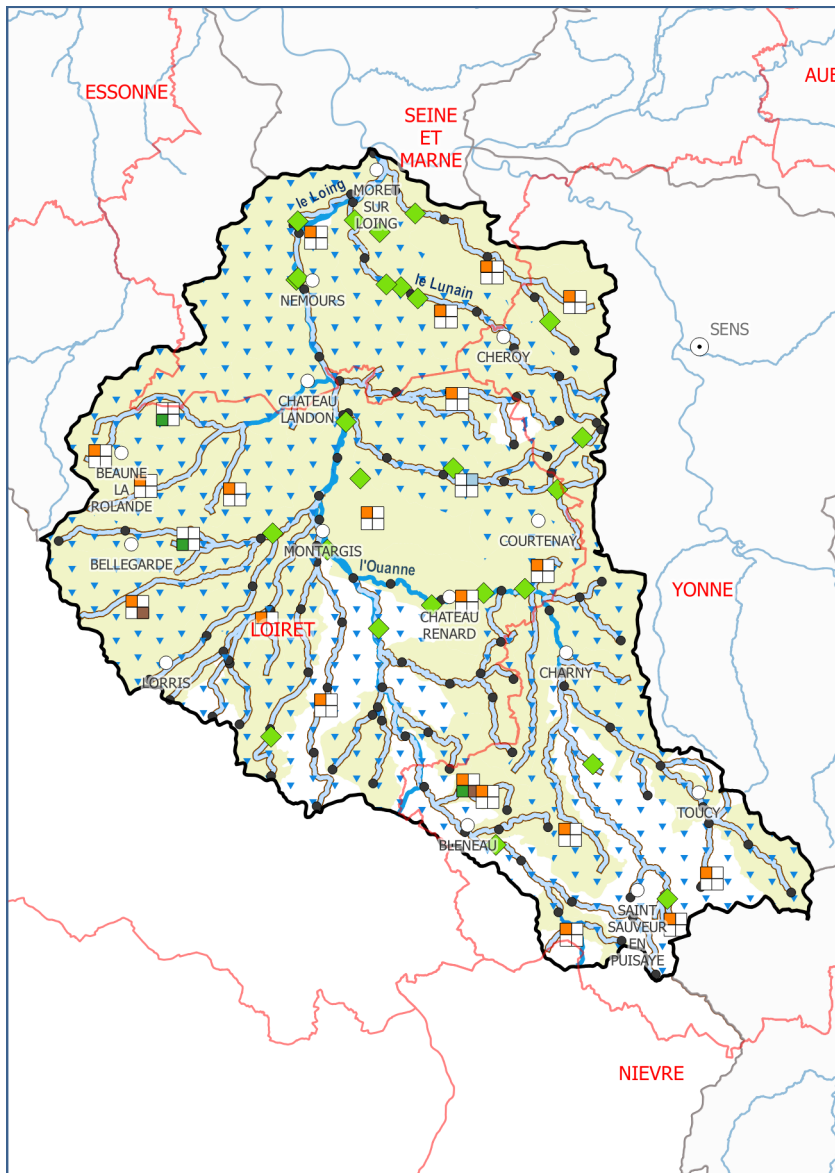 ESSONNE
AUB
SEINE
ET
MARNE
le Loing
MORET
SUR
LOING
le Lunain
NEMOURS
SENS
CHEROY
CHATEAU
LANDON
BEAUNE
LA
ROLANDE
BELLEGARDE
MONTARGIS
COURTENAY
l'Ouanne
YONNE
CHATEAU
RENARD
LOIRET
LORRIS
CHARNY
TOUCY
BLENEAU
SAINT
SAUVEUR
EN
PUISAYE
NIEVRE